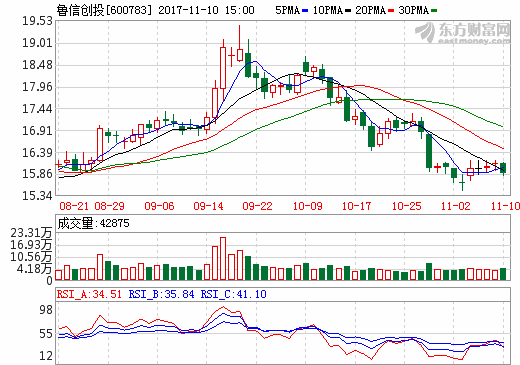 鲁信创投[600783] 2017-11-10 15:00 5PMA 10PMA 20PMA 30PMA
东方财富网
eastmoney.com
19.53
19.01
18.48
17.96
17.44
16.91
16.39
15.86
15.34
08-21 08-29 09-06 09-14 09-22 10-09 10-17 10-25 11-02 11-10
成交量:42875
23.31万
16.93万
10.56万
4.18万
0
RSI_A:34.51 RSI_B:35.84 RSI_C:41.10
98
55
12